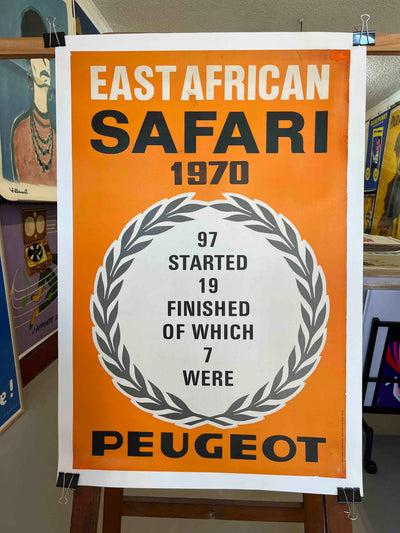 EAST AFRICAN
SAFARI
1970
97
STARTED
19
FINISHED
OF WHICH
7
WERE
PEUGEOT